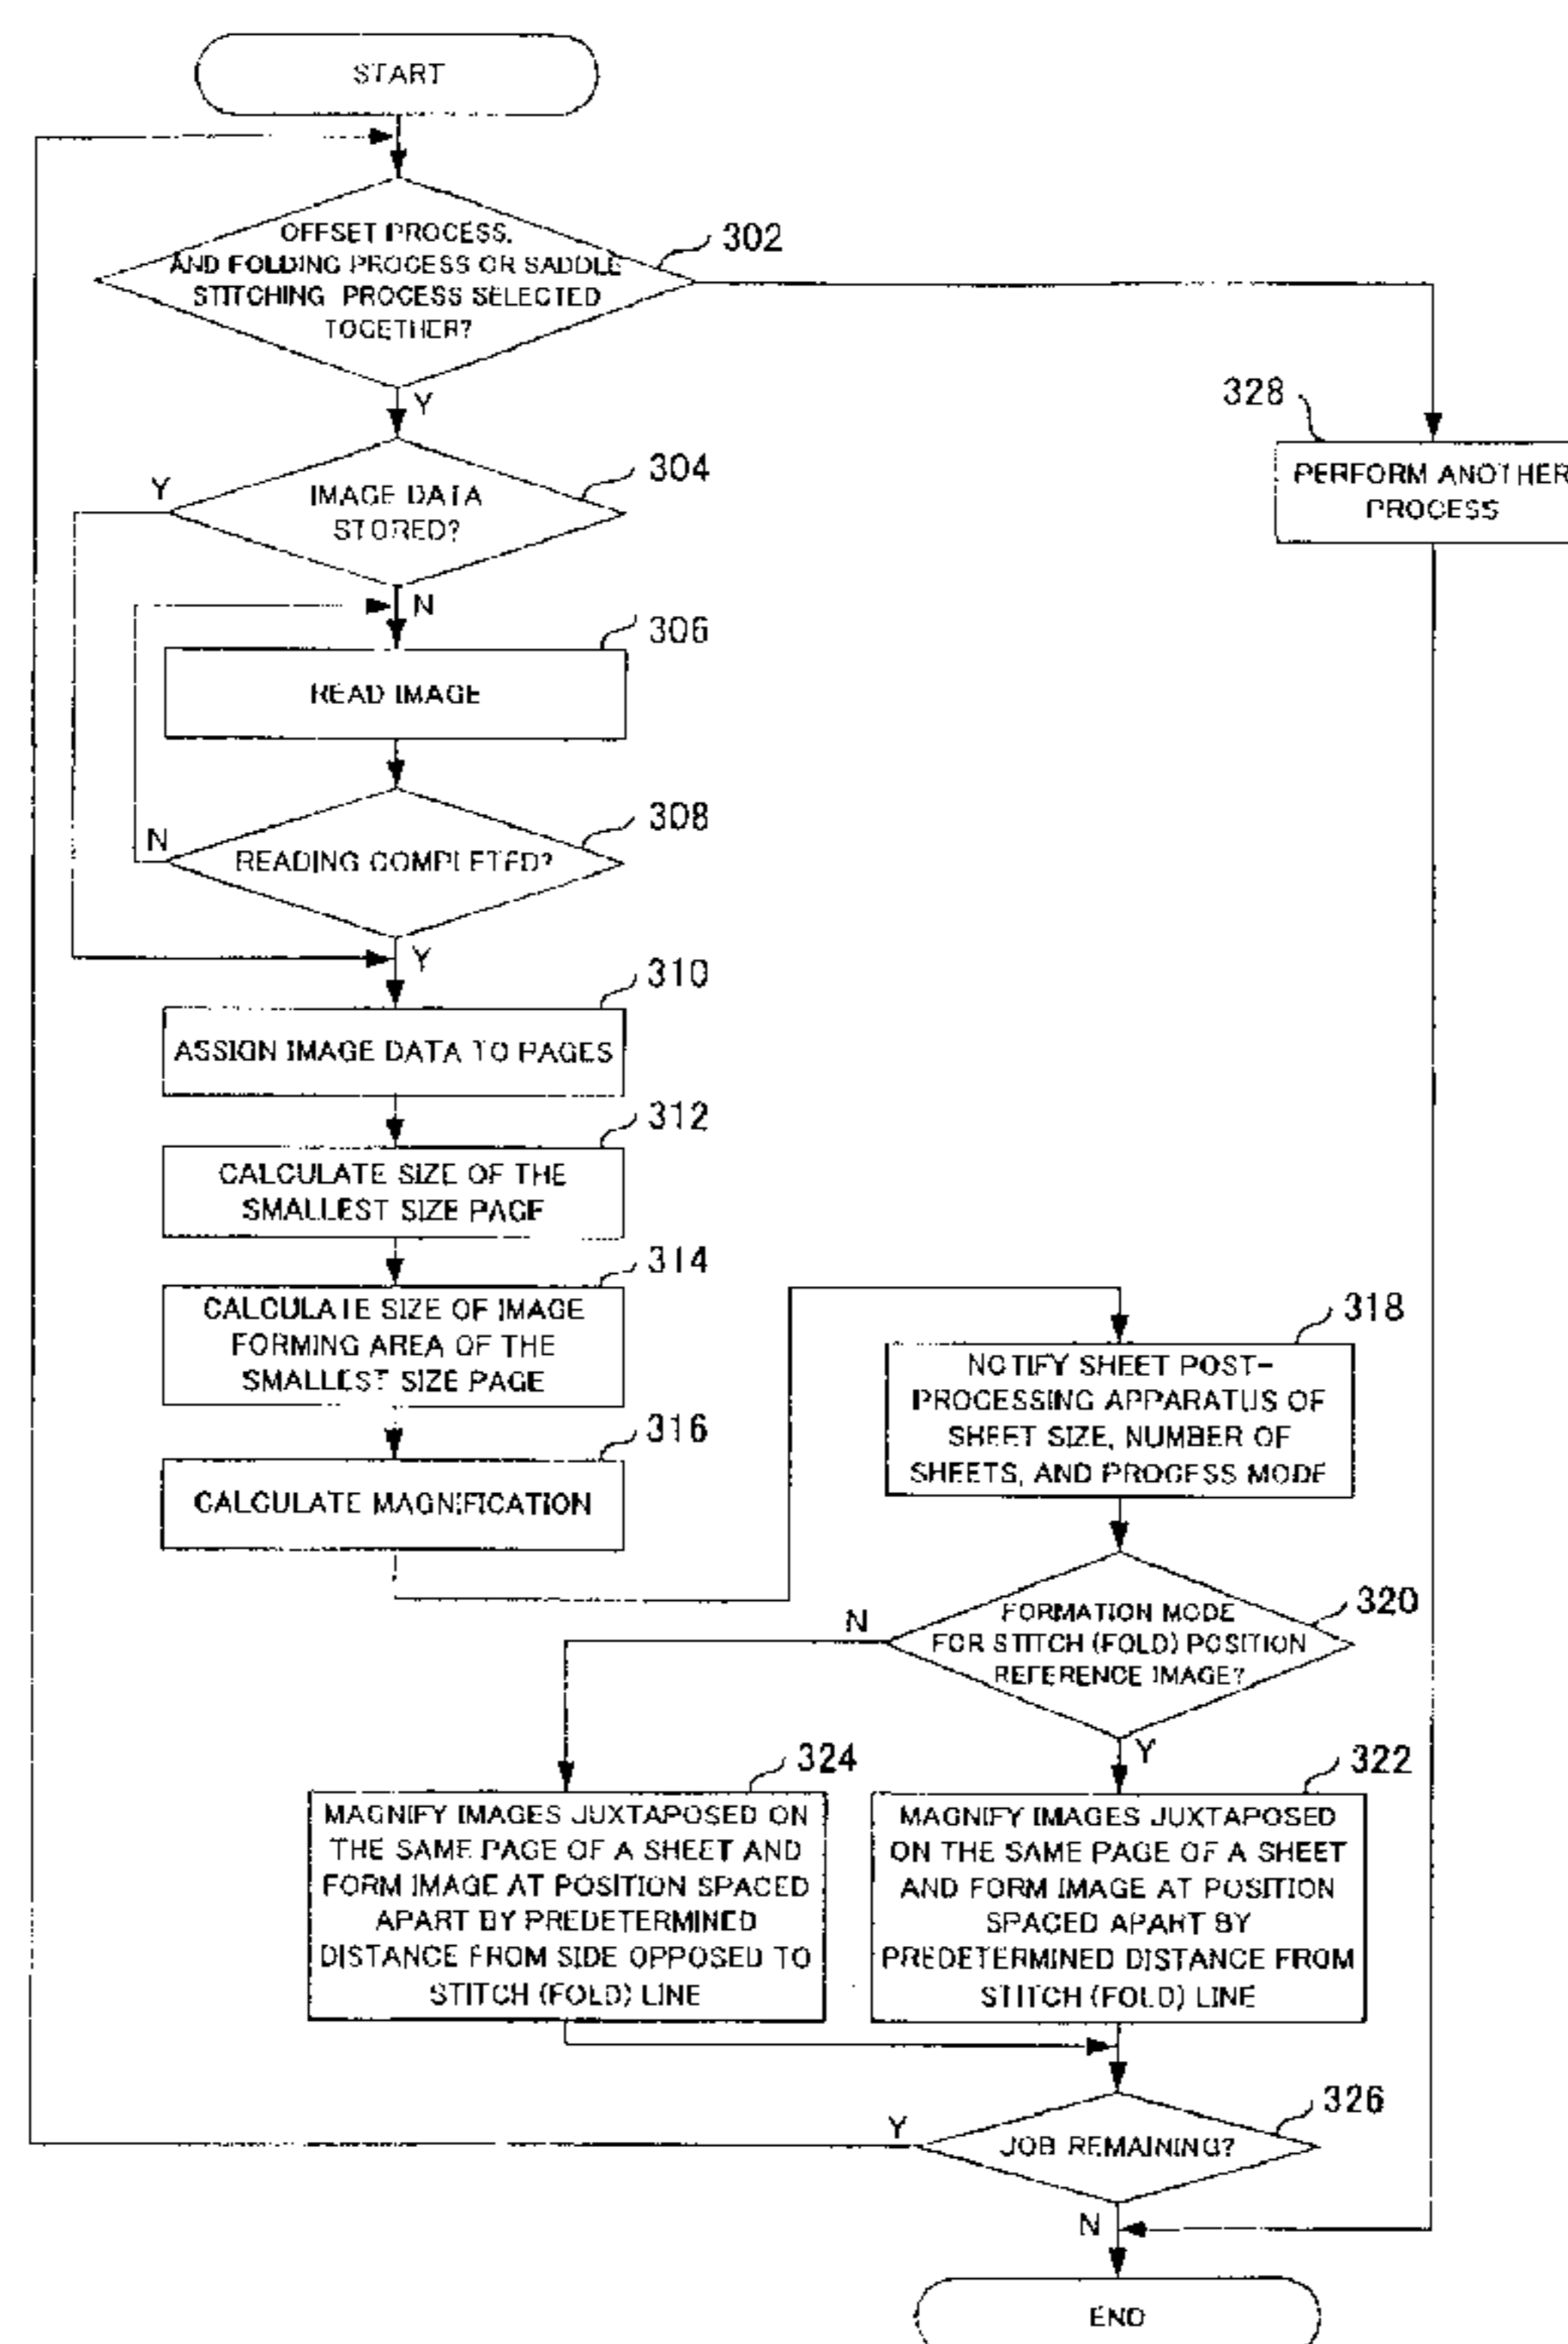 START
OFFSET PROCESS,
AND FOLDING PROCESS OR SADDLE
STITCHING PROCESS SELECTED
TOGETHER?
302
Y
328
PERFORM ANOTHER
PROCESS
304
Y
IMAGE DATA
STORED?
N
306
READ IMAGE
308
N
READING COMPLETED?
Y
310
ASSIGN IMAGE DATA TO PAGES
312
CALCULATE SIZE OF THE
SMALLEST SIZE PAGE
314
CALCULATE SIZE OF IMAGE
FORMING AREA OF THE
SMALLEST SIZE PAGE
316
CALCULATE MAGNIFICATION
318
NOTIFY SHEET POST-
PROCESSING APPARATUS OF
SHEET SIZE, NUMBER OF
SHEETS, AND PROCESS MODE
320
N
FORMATION MODE
FOR STITCH (FOLD) POSITION
REFERENCE IMAGE?
Y
324
MAGNIFY IMAGES JUXTAPOSED ON
THE SAME PAGE OF A SHEET AND
FORM IMAGE AT POSITION SPACED
APART BY PREDETERMINED
DISTANCE FROM SIDE OPPOSED TO
STITCH (FOLD) LINE
322
MAGNIFY IMAGES JUXTAPOSED
ON THE SAME PAGE OF A SHEET
AND FORM IMAGE AT POSITION
SPACED APART BY
PREDETERMINED DISTANCE FROM
STITCH (FOLD) LINE
326
Y
JOB REMAINING?
N
END